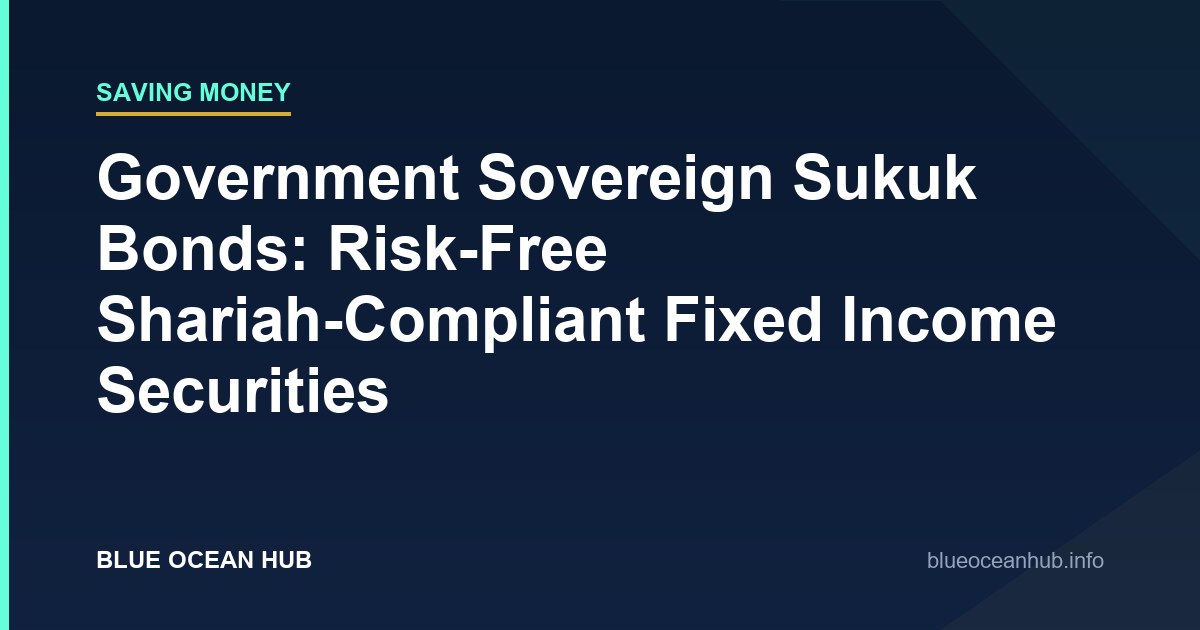 SAVING MONEY
Government Sovereign Sukuk
Bonds: Risk-Free
Shariah-Compliant Fixed Income
Securities
BLUE OCEAN HUB
blueoceanhub.info